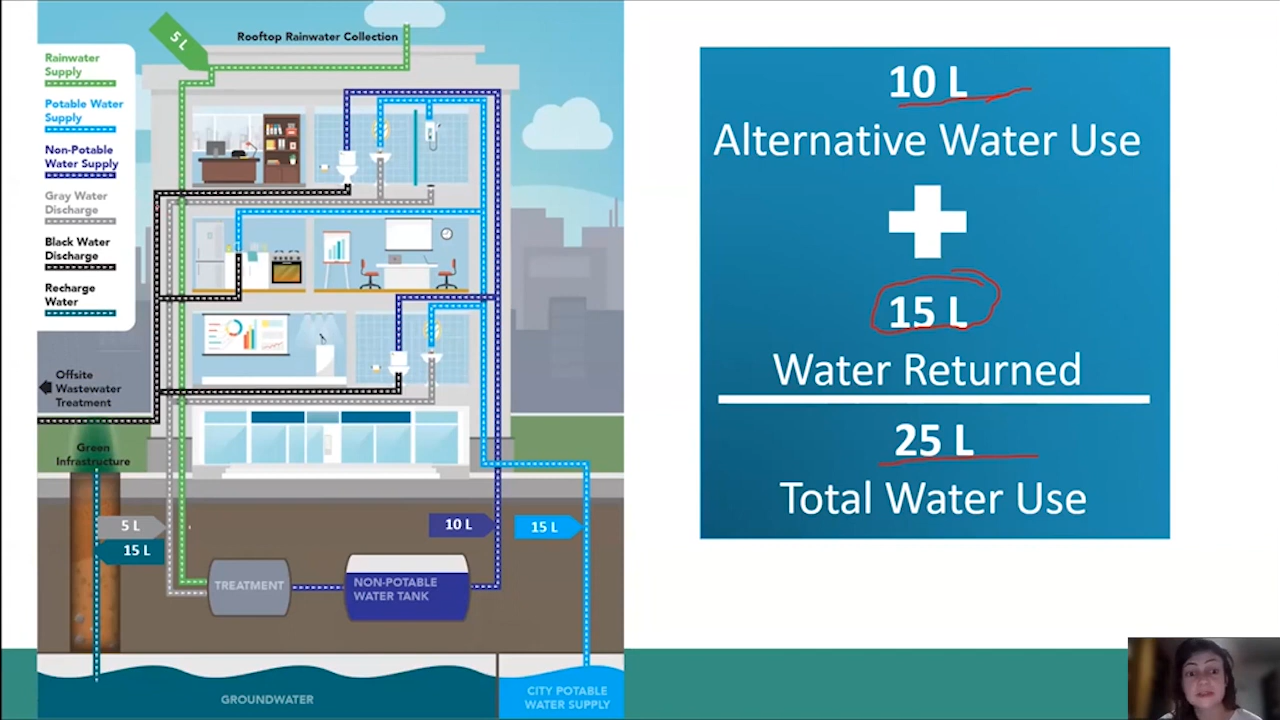 5 L
Rooftop Rainwater Collection
Rainwater
Supply
Potable Water
Supply
Non-Potable
Water Supply
Gray Water
Discharge
Black Water
Discharge
Recharge
Water
Offsite
Wastewater
Treatment
Green
Infrastructure
5 L
15 L
10 L
15 L
TREATMENT
NON-POTABLE
WATER TANK
GROUNDWATER
CITY POTABLE
WATER SUPPLY
10 L
Alternative Water Use
+
15 L
Water Returned
25 L
Total Water Use